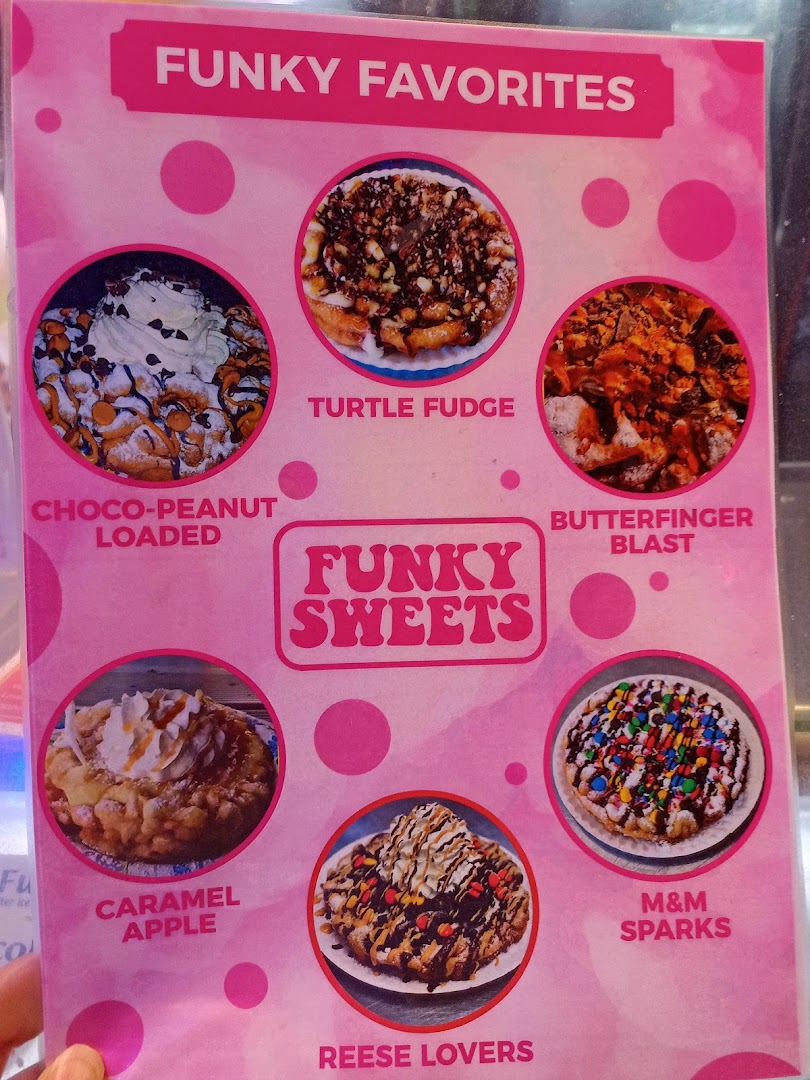 FUNKY FAVORITES
TURTLE FUDGE
CHOCO-PEANUT
LOADED
BUTTERFINGER
BLAST
FUNKY
SWEETS
CARAMEL
APPLE
M&M
SPARKS
REESE LOVERS